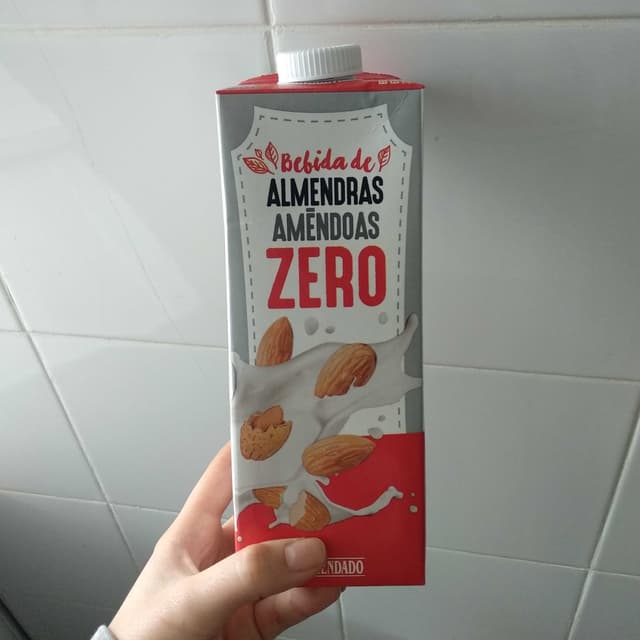 Bebida de
ALMENDRAS
AMÊNDOAS
ZERO